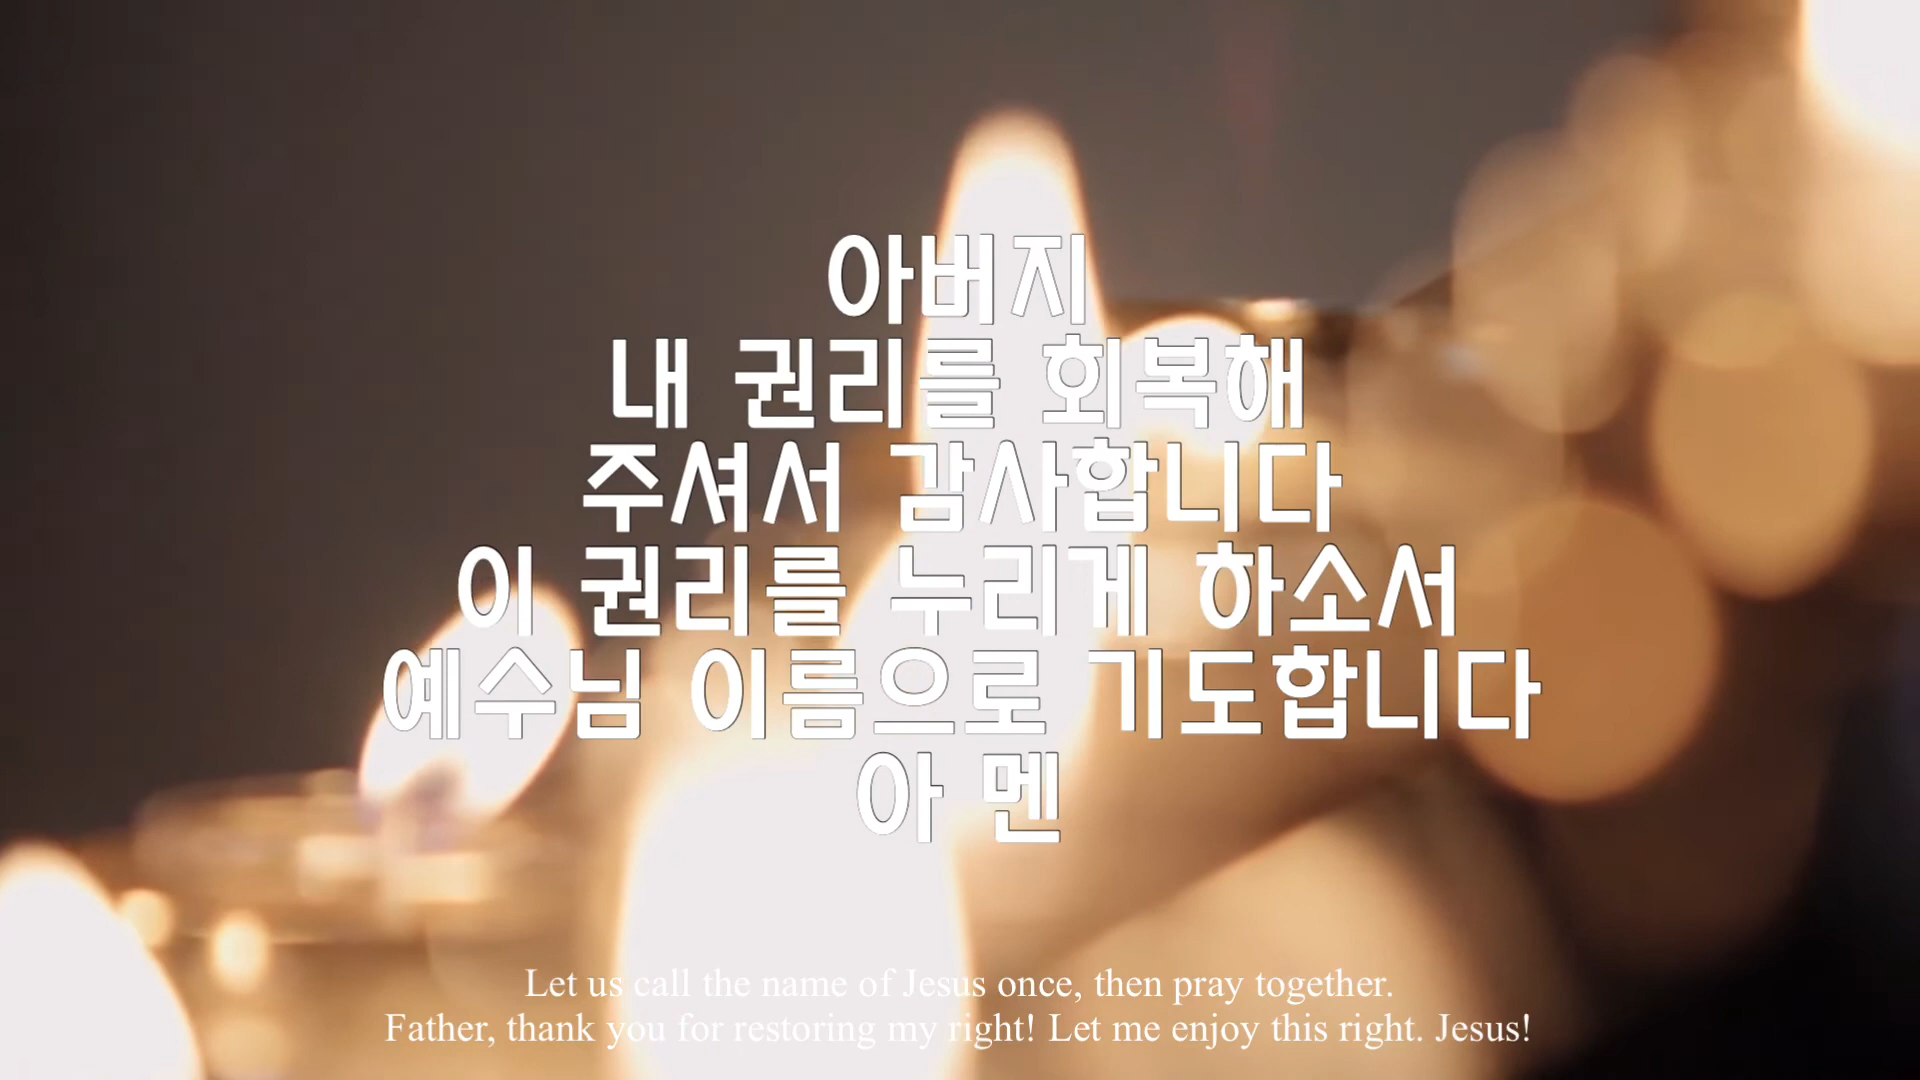 아버지
내 권리를 회복해
주셔서 감사합니다
이 권리를 누리게 하소서
예수님 이름으로 기도합니다
아 멘
Let us call the name of Jesus once, then pray together.
Father, thank you for restoring my right! Let me enjoy this right. Jesus!